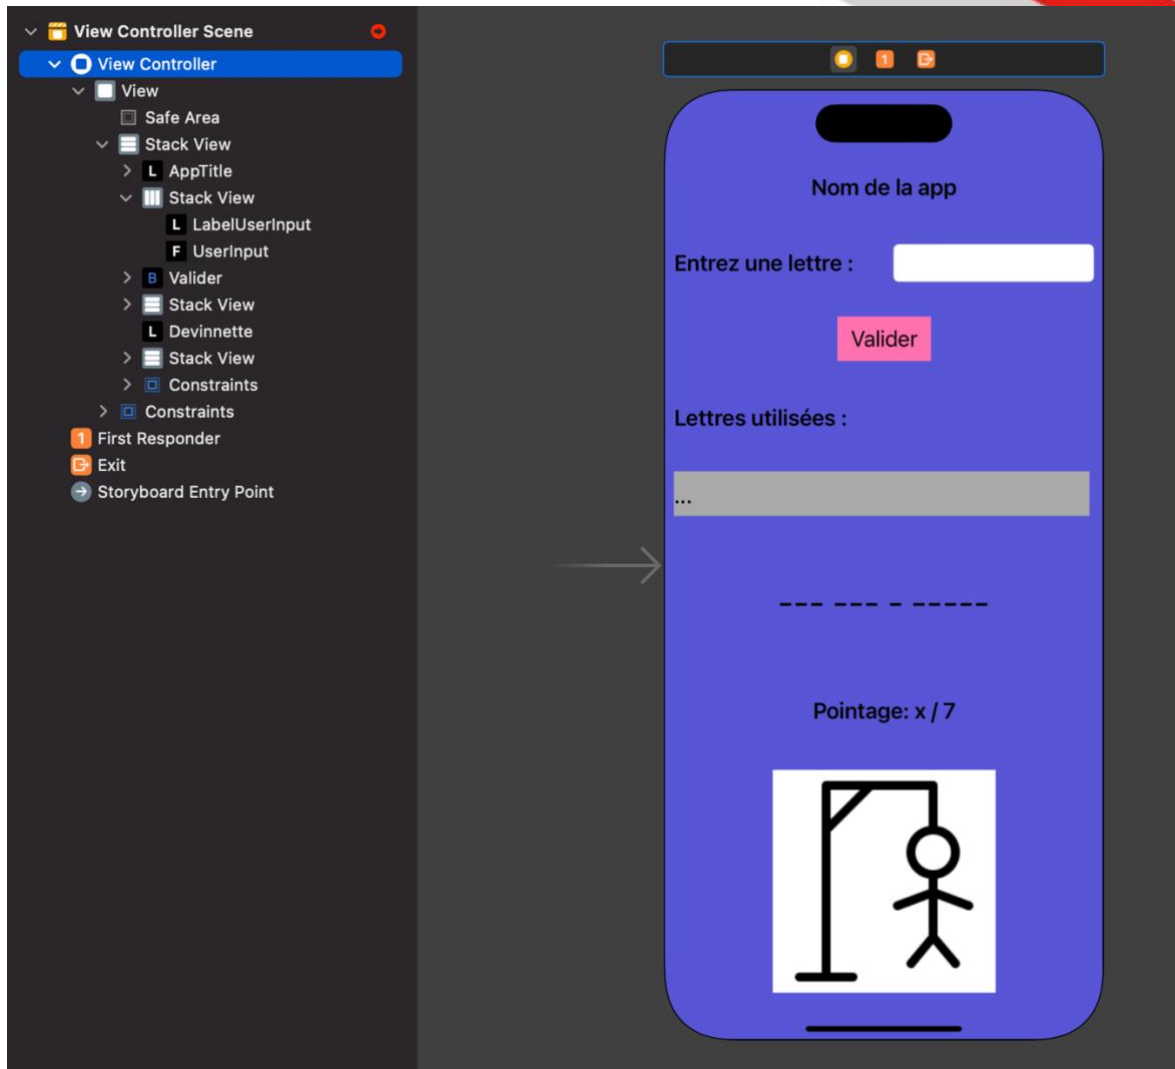 View Controller Scene
View Controller
View
Safe Area
Stack View
L AppTitle
Stack View
L LabelUserInput
F UserInput
B Valider
Stack View
L Devinnette
Stack View
Constraints
Constraints
1 First Responder
Exit
Storyboard Entry Point
1
Nom de la app
Entrez une lettre :
Valider
Lettres utilisées :
...
--- --- - -----
Pointage: x / 7